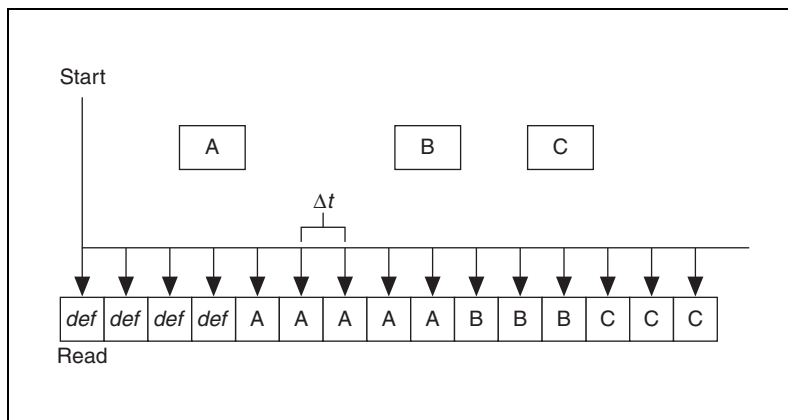 Start
A B C
Δt
def def def def A A A A A B B B C C C
Read